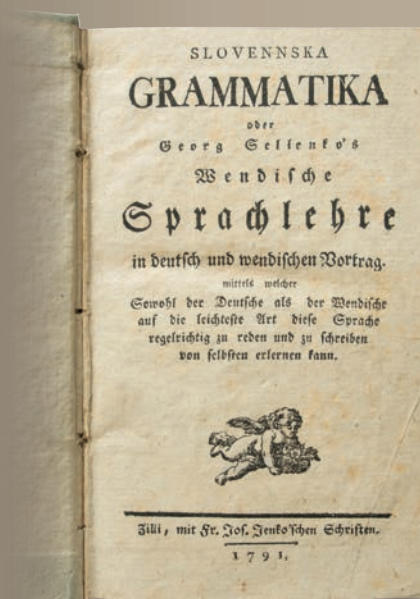 SLOVENNSKA
GRAMMATIKA
oder
Georg Sellenko's
Wendische
Sprachlehre
in deutsch und wendischen Vortrag.
mittels welcher
Sowohl der Deutsche als der Wendische
auf die leichteste Art diese Sprache
regelrichtig zu reden und zu schreiben
von selbsten erlernen kann.
Zilli, mit Fr. Jos. Jenko'schen Schriften.
1791.